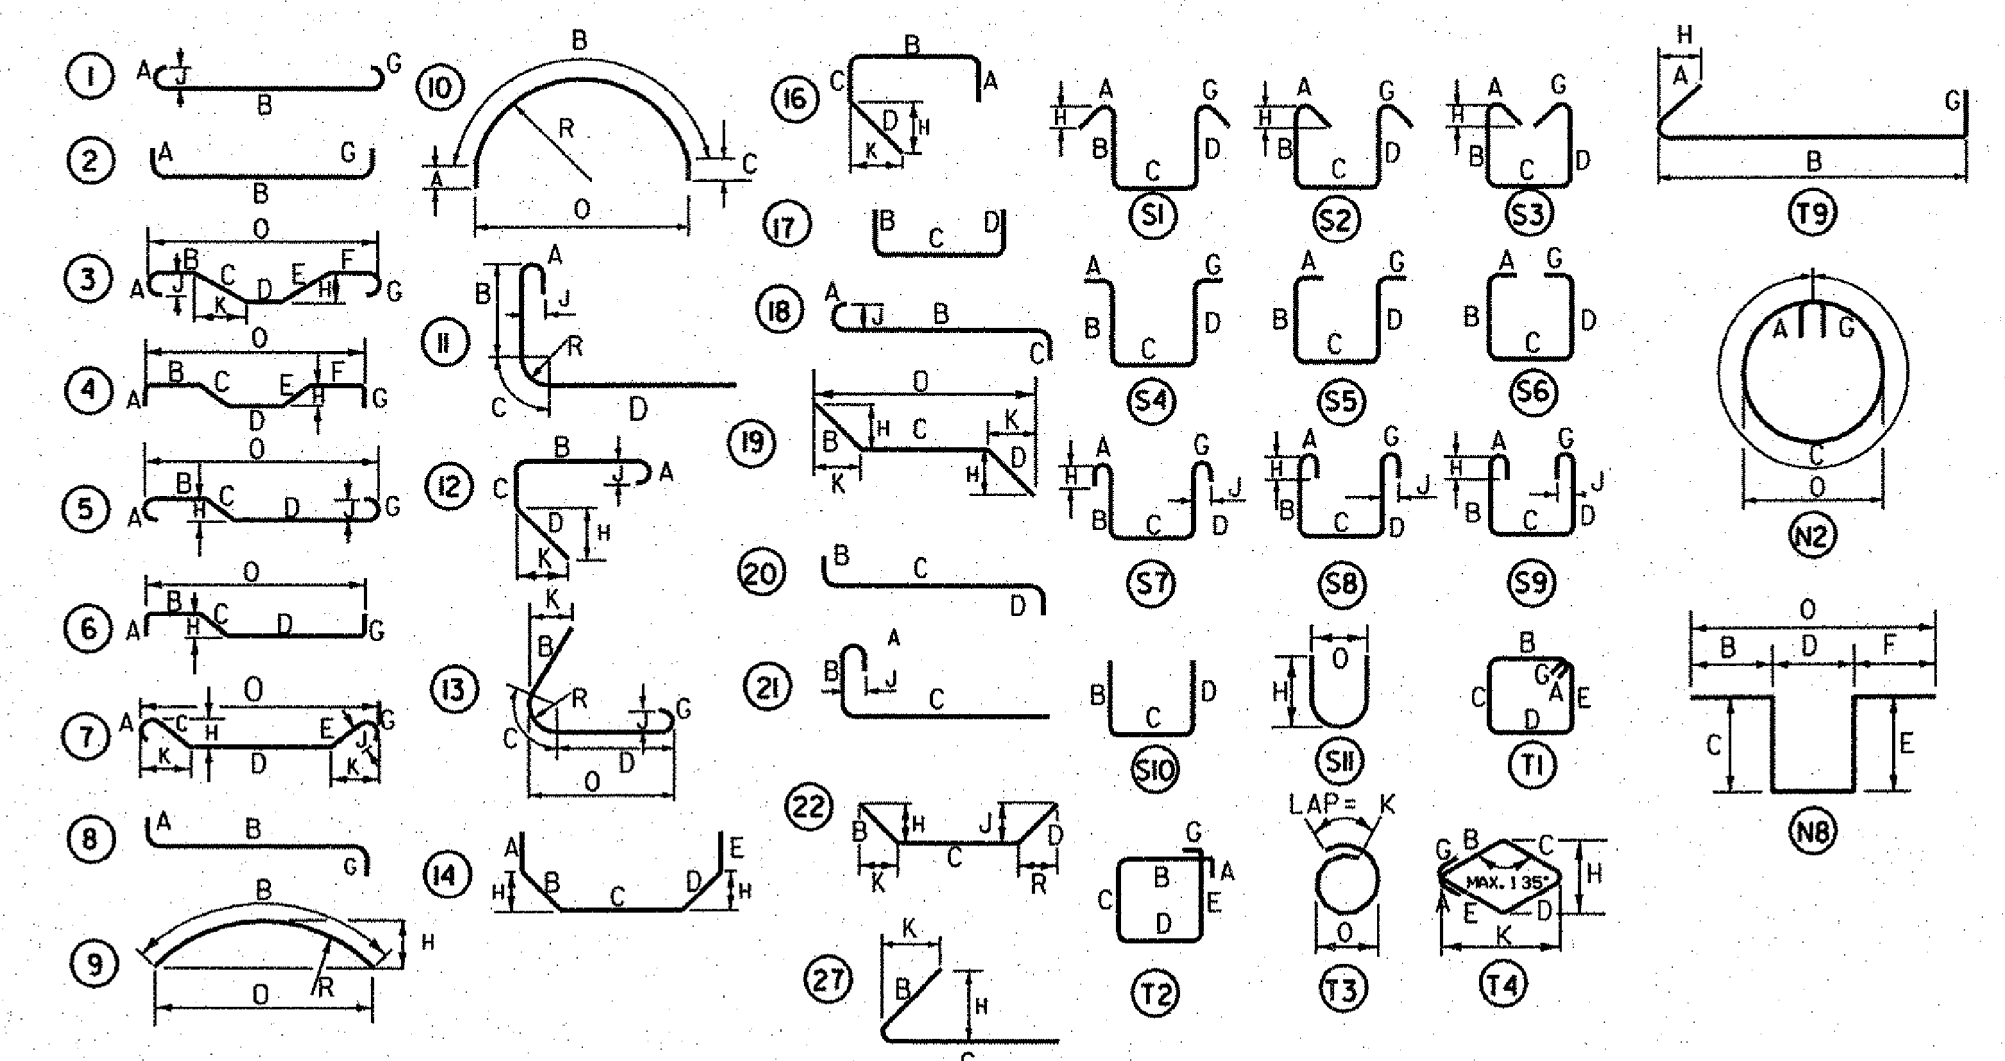 1 A J B G
2 A B G
3 O A J B C K D E F H G
4 O A B C D E F H G
5 O A B H C D J G
6 O A B H C D G
7 O A C H K D E J K G
8 A B G
9 B H R O
10 B R A C O
11 A B J R C D
12 B J A C D H K
13 K B R C J G D O
14 A H B C D E H
16 B C A D H K
17 B C D
18 A J B C
19 O H B C K D H K
20 B C D
21 A B J C
22 B H J D C K R
27 K B H C
S1 A G H B C D
S2 A G H B C D
S3 A G H B C D
S4 A G B C D
S5 A G B C D
S6 A G B C D
S7 A G H J B C D
S8 A G H J B C D
S9 A G H J B C D
S10 B C D
S11 O H
T1 B G A C D E
T2 G A B C D E
T3 LAP = K O
T4 G B C MAX. 135° H A E D K
T9 H A G B
N2 A G C O
N8 O B D F C E